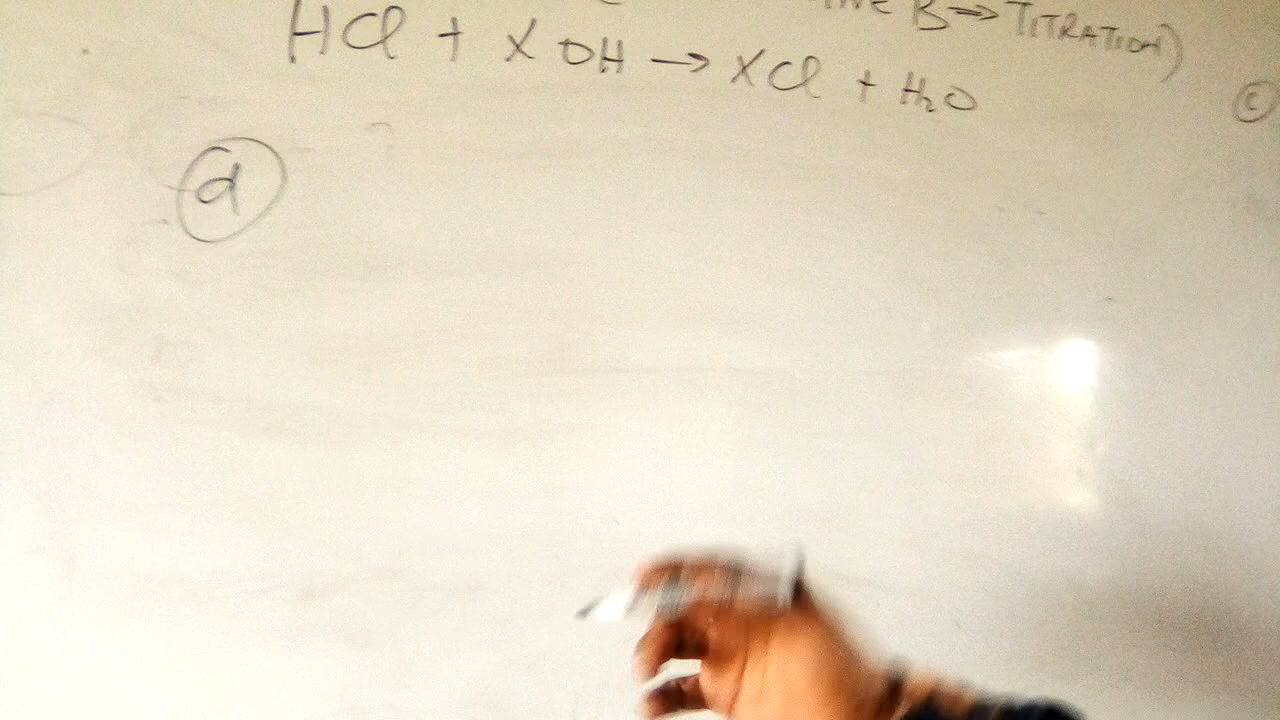 B ⇒ TITRATION)
HCl + XOH → XCl + H₂O
c
d